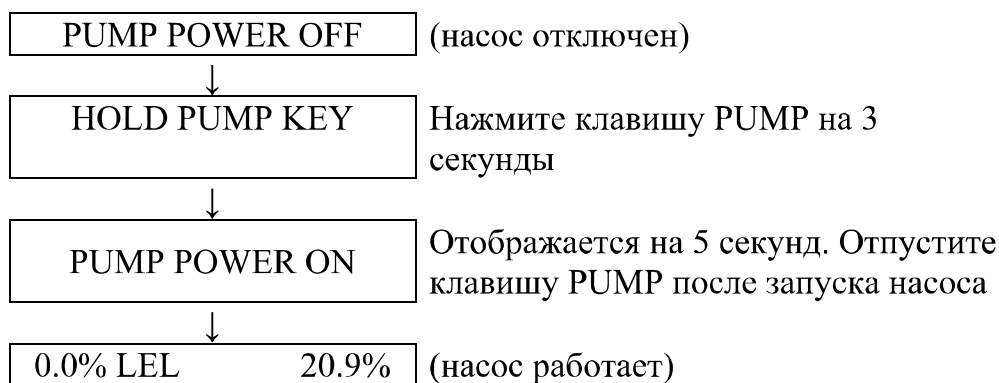 PUMP POWER OFF (насос отключен)
↓
HOLD PUMP KEY Нажмите клавишу PUMP на 3
секунды
↓
PUMP POWER ON Отображается на 5 секунд. Отпустите
клавишу PUMP после запуска насоса
↓
0.0% LEL 20.9% (насос работает)